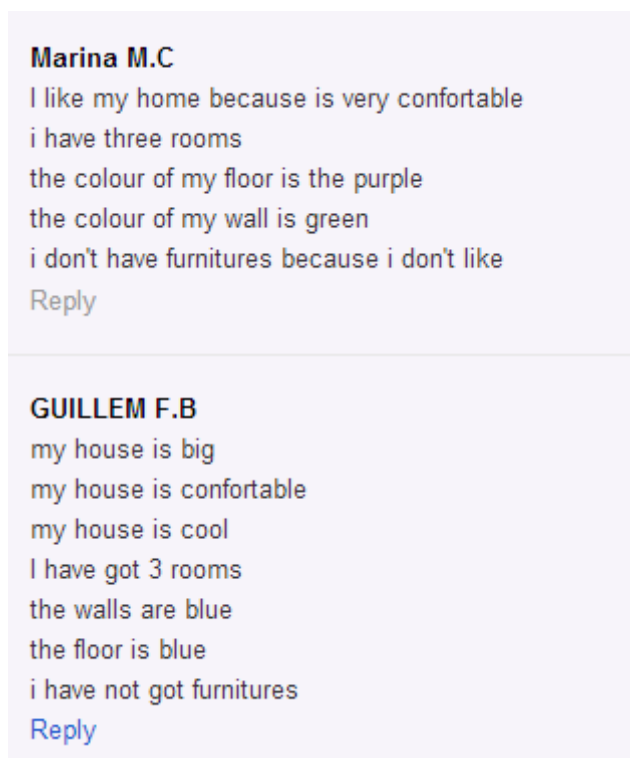 Marina M.C
I like my home because is very confortable
i have three rooms
the colour of my floor is the purple
the colour of my wall is green
i don't have furnitures because i don't like
Reply
GUILLEM F.B
my house is big
my house is confortable
my house is cool
I have got 3 rooms
the walls are blue
the floor is blue
i have not got furnitures
Reply